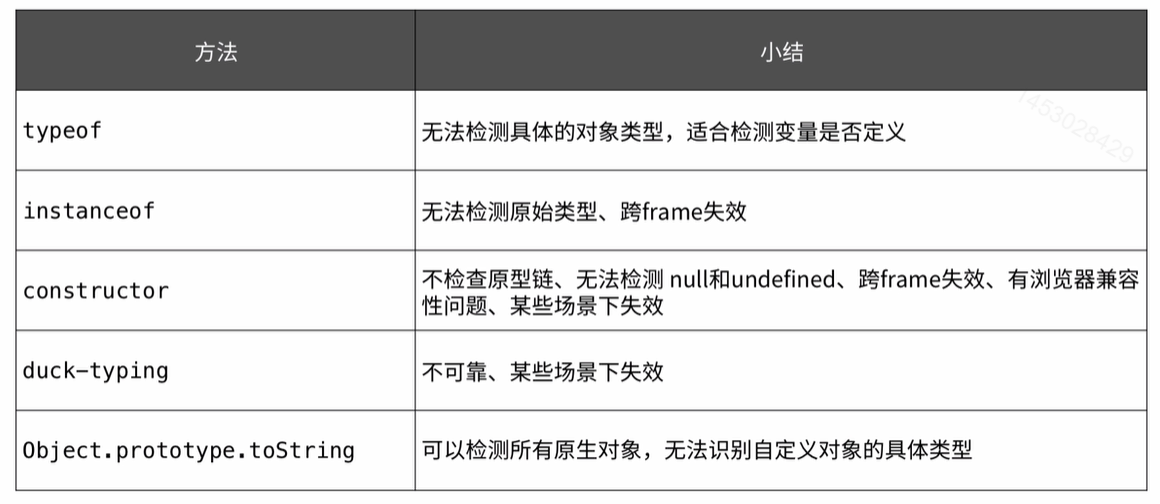 方法
小结
typeof
无法检测具体的对象类型，适合检测变量是否定义
1453028429
instanceof
无法检测原始类型、跨frame失效
constructor
不检查原型链、无法检测 null和undefined、跨frame失效、有浏览器兼容
性问题、某些场景下失效
duck-typing
不可靠、某些场景下失效
Object.prototype.toString
可以检测所有原生对象，无法识别自定义对象的具体类型